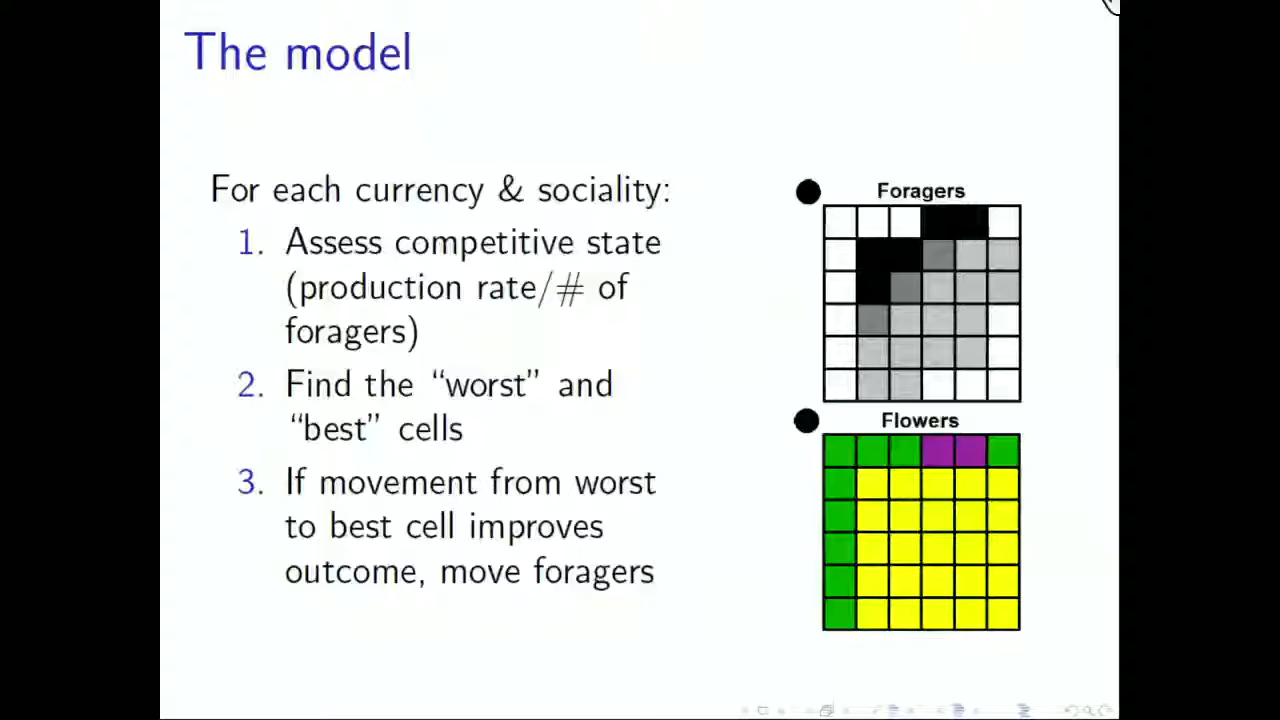 The model
For each currency & sociality:
1. Assess competitive state
(production rate/# of
foragers)
2. Find the “worst” and
“best” cells
3. If movement from worst
to best cell improves
outcome, move foragers
Foragers
Flowers